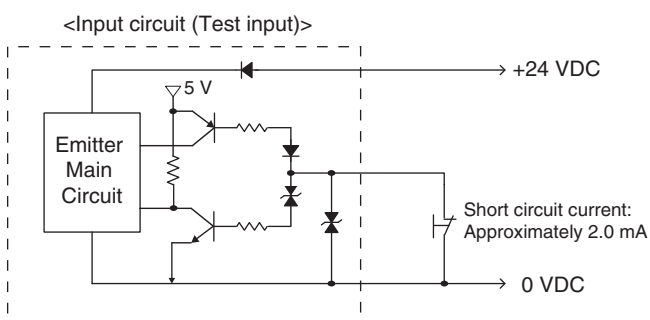 <Input circuit (Test input)>
+24 VDC
5 V
Emitter
Main
Circuit
Short circuit current:
Approximately 2.0 mA
0 VDC